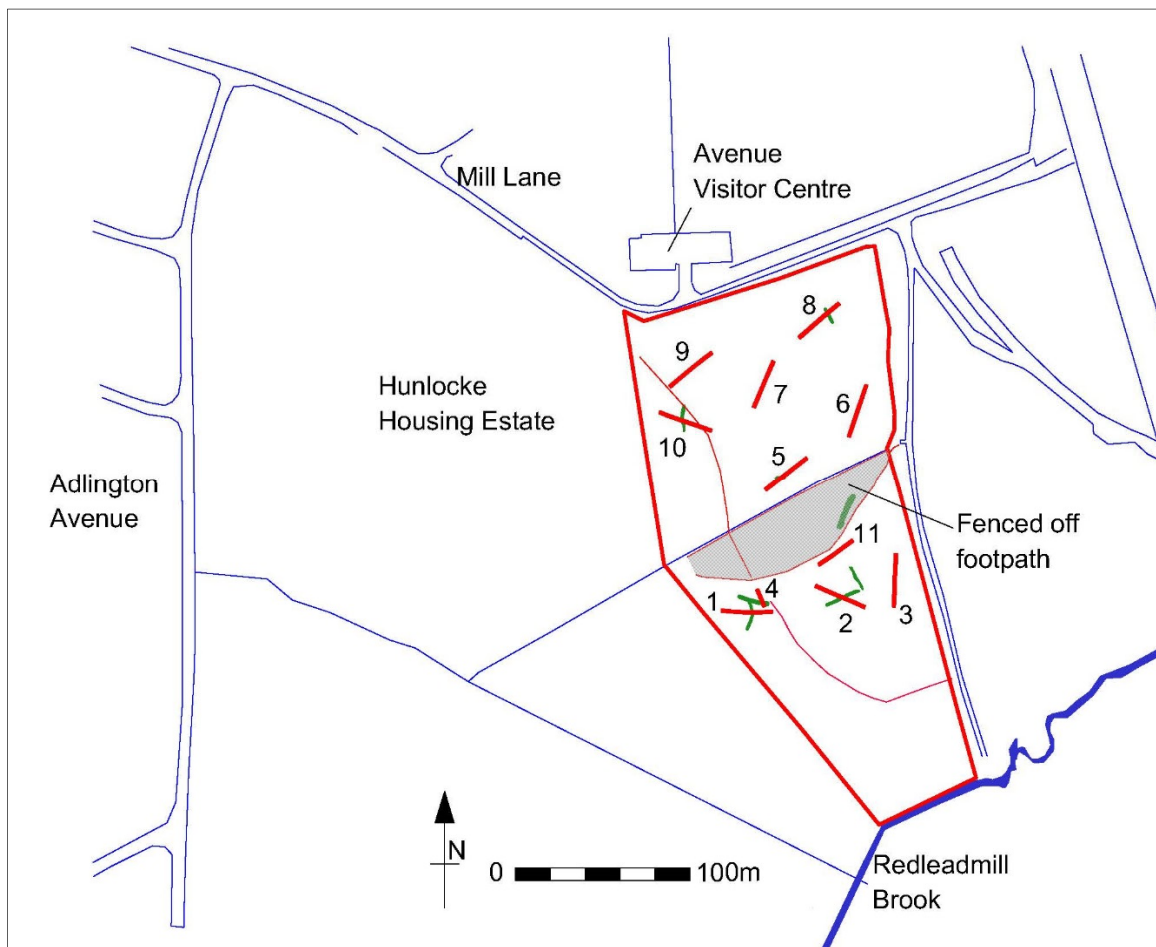 Avenue
Visitor Centre
Mill Lane
8
9
7
6
Hunlocke
Housing Estate
10
5
Adlington
Avenue
Fenced off
footpath
11
4
1
2
3
N
0
100m
Redleadmill
Brook